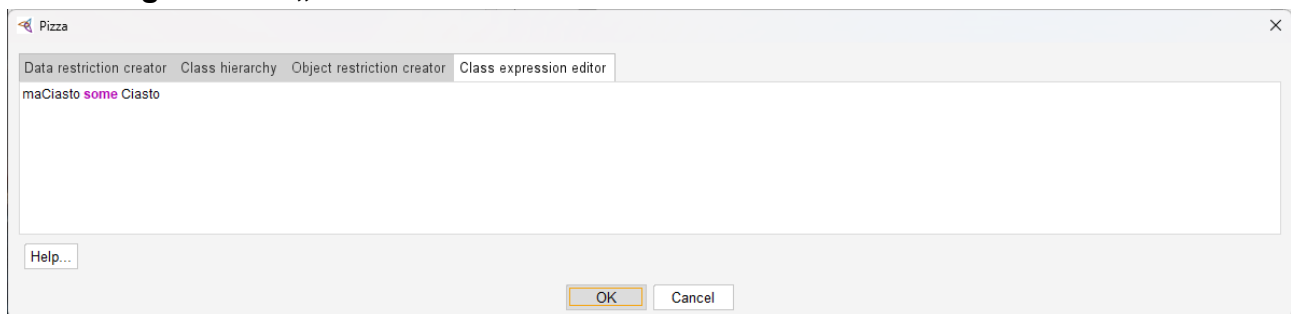 Pizza
Data restriction creator Class hierarchy Object restriction creator Class expression editor
maCiasto some Ciasto
Help...
OK Cancel